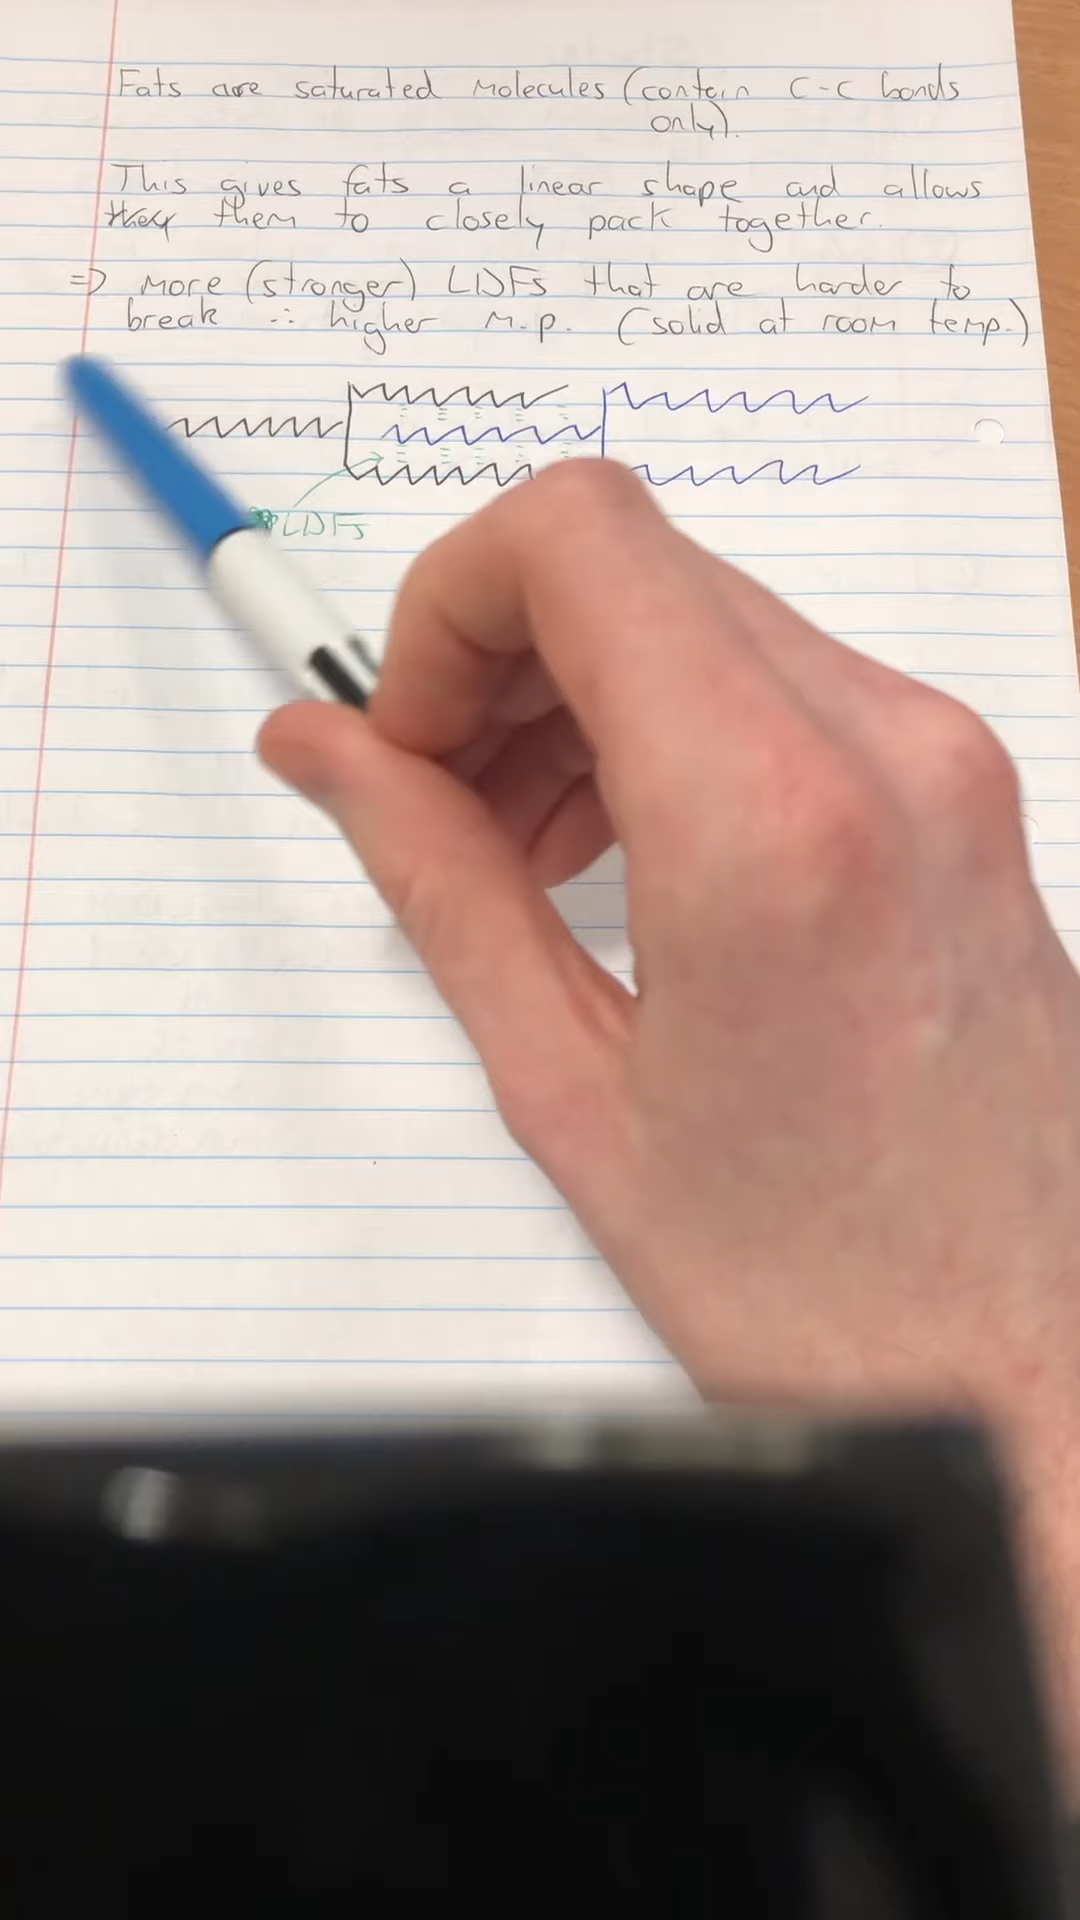 Fats are saturated molecules (contain C-C bonds
only).
This gives fats a linear shape and allows
they them to closely pack together.
=> more (stronger) LDFs that are harder to
break ∴ higher m.p. (solid at room temp.)
LDFs